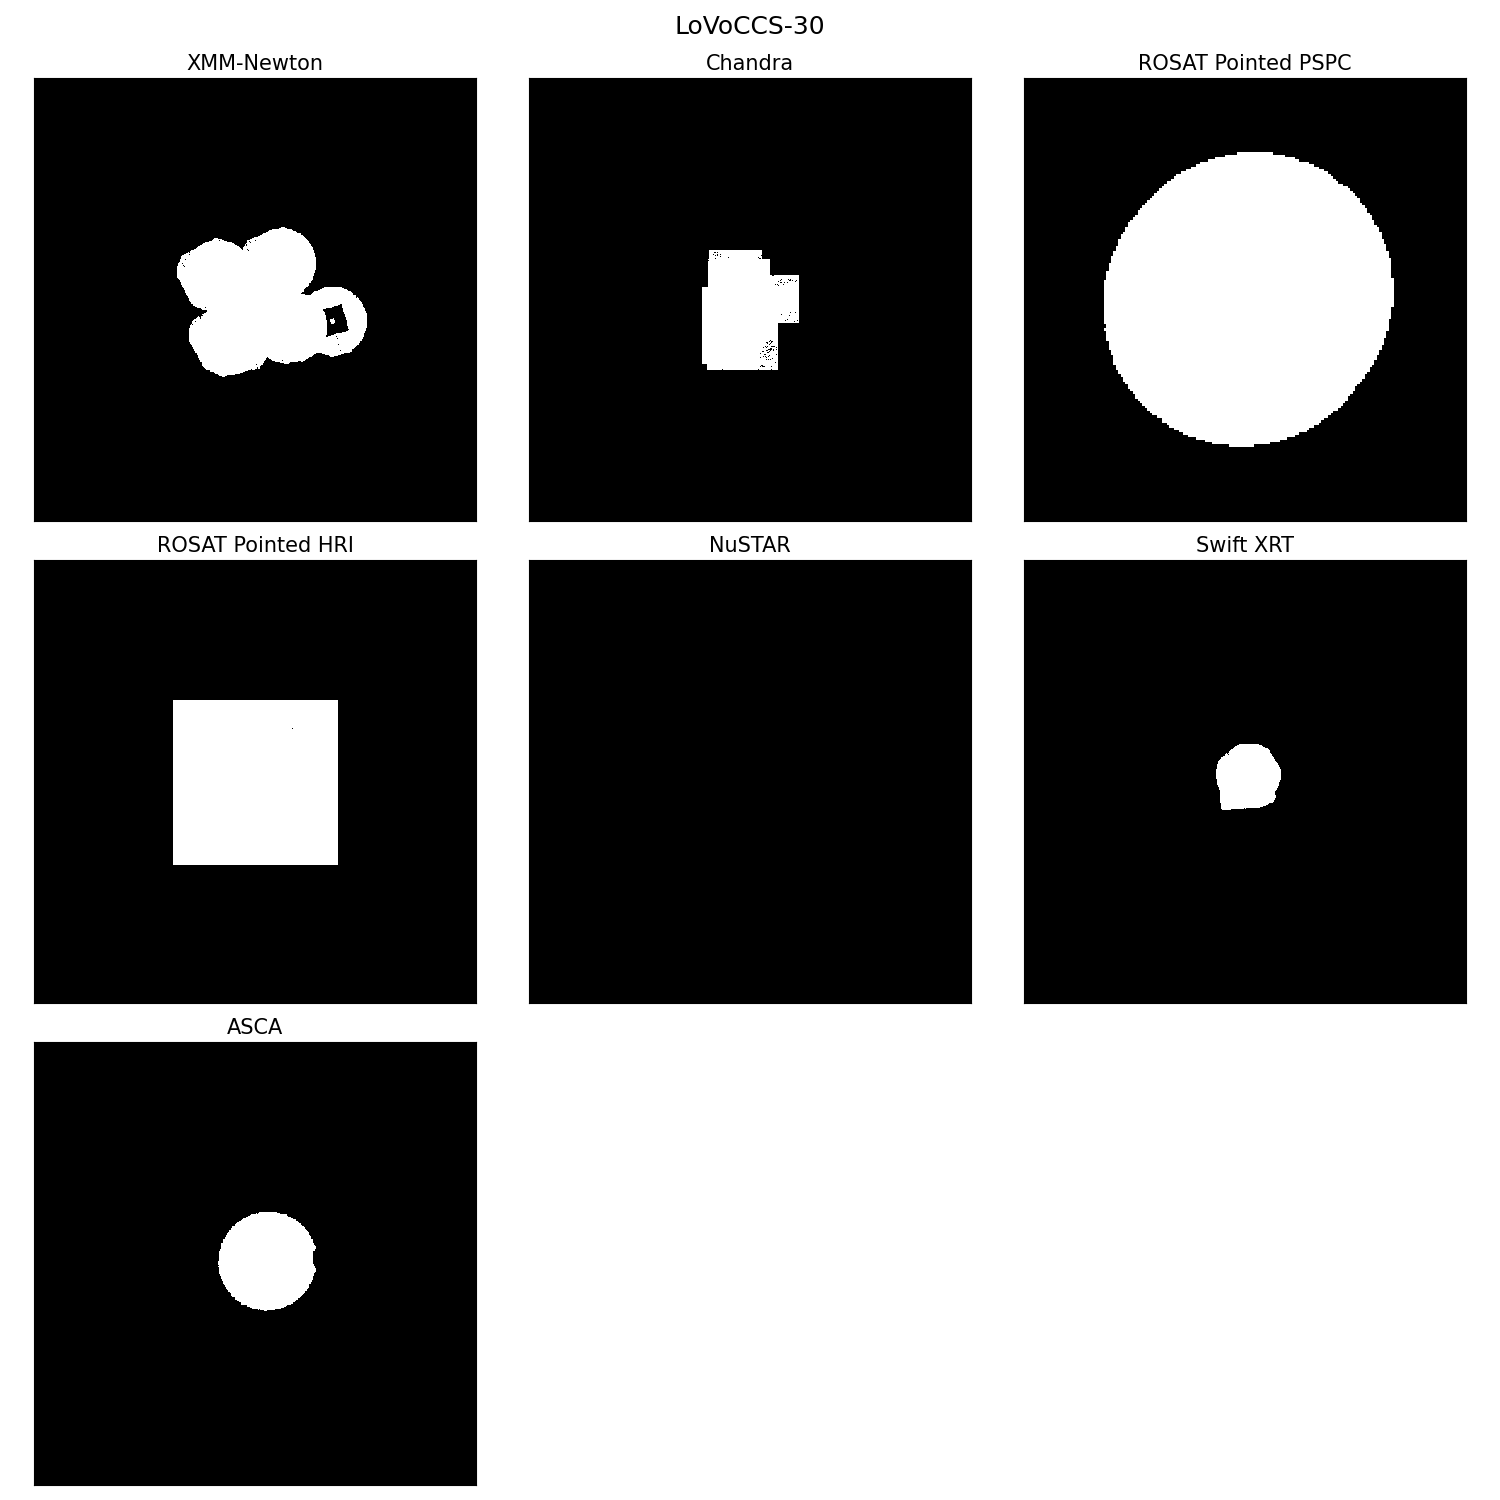 LoVoCCS-30
XMM-Newton
Chandra
ROSAT Pointed PSPC
ROSAT Pointed HRI
NuSTAR
Swift XRT
ASCA